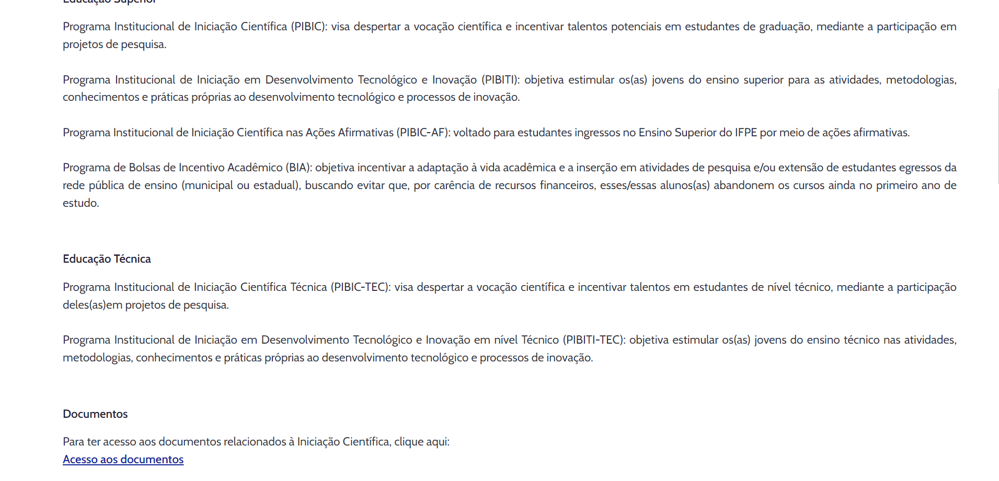 Educação Superior
Programa Institucional de Iniciação Científica (PIBIC): visa despertar a vocação científica e incentivar talentos potenciais em estudantes de graduação, mediante a participação em
projetos de pesquisa.
Programa Institucional de Iniciação em Desenvolvimento Tecnológico e Inovação (PIBITI): objetiva estimular os(as) jovens do ensino superior para as atividades, metodologias,
conhecimentos e práticas próprias ao desenvolvimento tecnológico e processos de inovação.
Programa Institucional de Iniciação Científica nas Ações Afirmativas (PIBIC-AF): voltado para estudantes ingressos no Ensino Superior do IFPE por meio de ações afirmativas.
Programa de Bolsas de Incentivo Acadêmico (BIA): objetiva incentivar a adaptação à vida acadêmica e a inserção em atividades de pesquisa e/ou extensão de estudantes egressos da
rede pública de ensino (municipal ou estadual), buscando evitar que, por carência de recursos financeiros, esses/essas alunos(as) abandonem os cursos ainda no primeiro ano de
estudo.
Educação Técnica
Programa Institucional de Iniciação Científica Técnica (PIBIC-TEC): visa despertar a vocação científica e incentivar talentos em estudantes de nível técnico, mediante a participação
deles(as)em projetos de pesquisa.
Programa Institucional de Iniciação em Desenvolvimento Tecnológico e Inovação em nível Técnico (PIBITI-TEC): objetiva estimular os(as) jovens do ensino técnico nas atividades,
metodologias, conhecimentos e práticas próprias ao desenvolvimento tecnológico e processos de inovação.
Documentos
Para ter acesso aos documentos relacionados à Iniciação Científica, clique aqui:
Acesso aos documentos